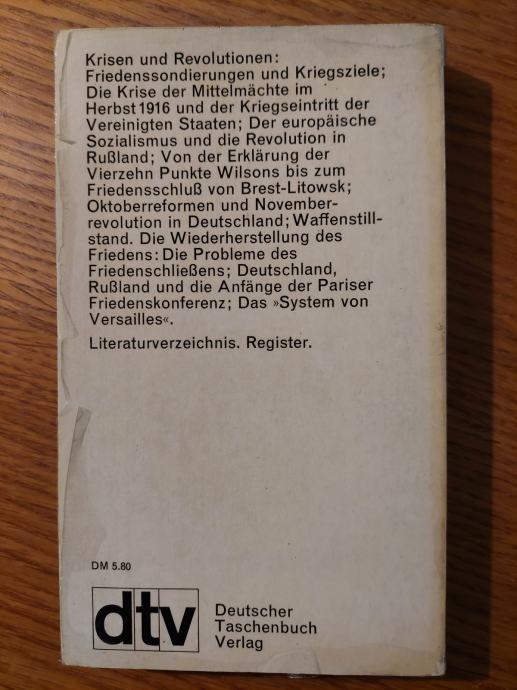 Krisen und Revolutionen:
Friedenssondierungen und Kriegsziele;
Die Krise der Mittelmächte im
Herbst 1916 und der Kriegseintritt der
Vereinigten Staaten; Der europäische
Sozialismus und die Revolution in
Rußland; Von der Erklärung der
Vierzehn Punkte Wilsons bis zum
Friedensschluß von Brest-Litowsk;
Oktoberreformen und November-
revolution in Deutschland; Waffenstill-
stand. Die Wiederherstellung des
Friedens: Die Probleme des
Friedenschließens; Deutschland,
Rußland und die Anfänge der Pariser
Friedenskonferenz; Das »System von
Versailles«.
Literaturverzeichnis. Register.
DM 5.80
dtv
Deutscher
Taschenbuch
Verlag